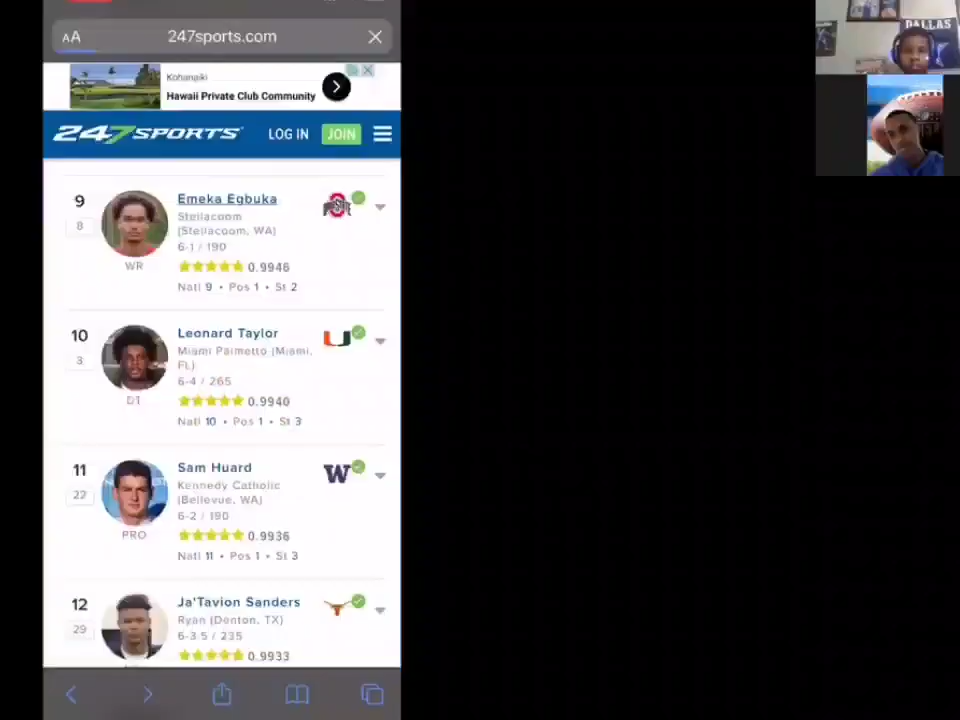 AA
247sports.com
Kohanaiki
Hawaii Private Club Community
247SPORTS
LOG IN
JOIN
9
8
Emeka Egbuka
Steilacoom
(Steilacoom, WA)
6-1 / 190
0.9946
WR
Natl 9 • Pos 1 • St 2
10
3
Leonard Taylor
Miami Palmetto (Miami,
FL)
6-4 / 265
0.9940
DT
Natl 10 • Pos 1 • St 3
11
22
Sam Huard
Kennedy Catholic
(Bellevue, WA)
6-2 / 190
PRO
0.9936
Natl 11 • Pos 1 • St 3
12
29
Ja'Tavion Sanders
Ryan (Denton, TX)
6-3.5 / 235
0.9933
DALLAS